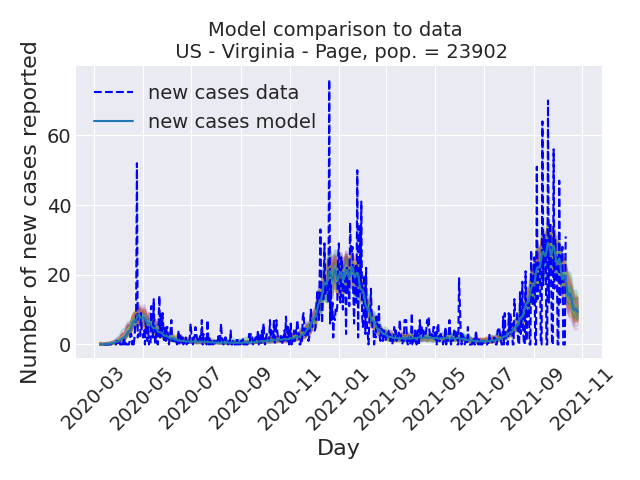 Model comparison to data
US - Virginia - Page, pop. = 23902
new cases data
new cases model
Number of new cases reported
60
40
20
0
2020-03
2020-05
2020-07
2020-09
2020-11
2021-01
2021-03
2021-05
2021-07
2021-09
2021-11
Day